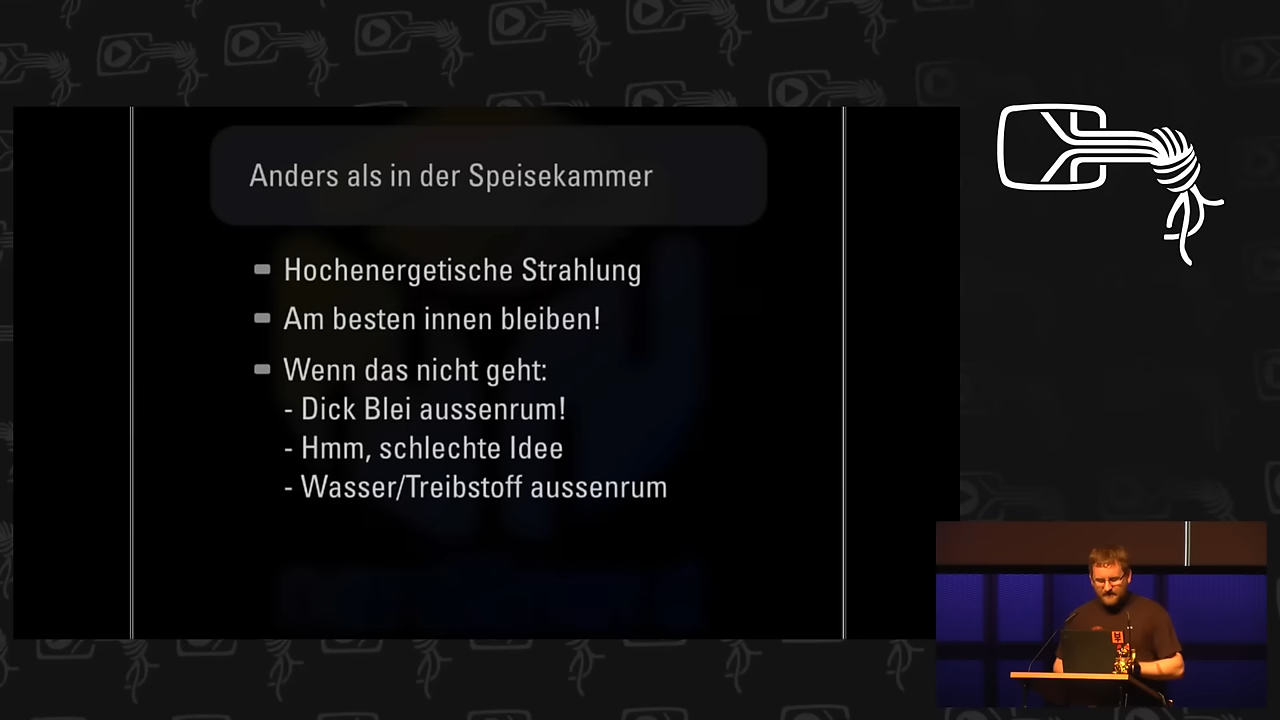 Anders als in der Speisekammer
Hochenergetische Strahlung
Am besten innen bleiben!
Wenn das nicht geht:
- Dick Blei aussenrum!
- Hmm, schlechte Idee
- Wasser/Treibstoff aussenrum